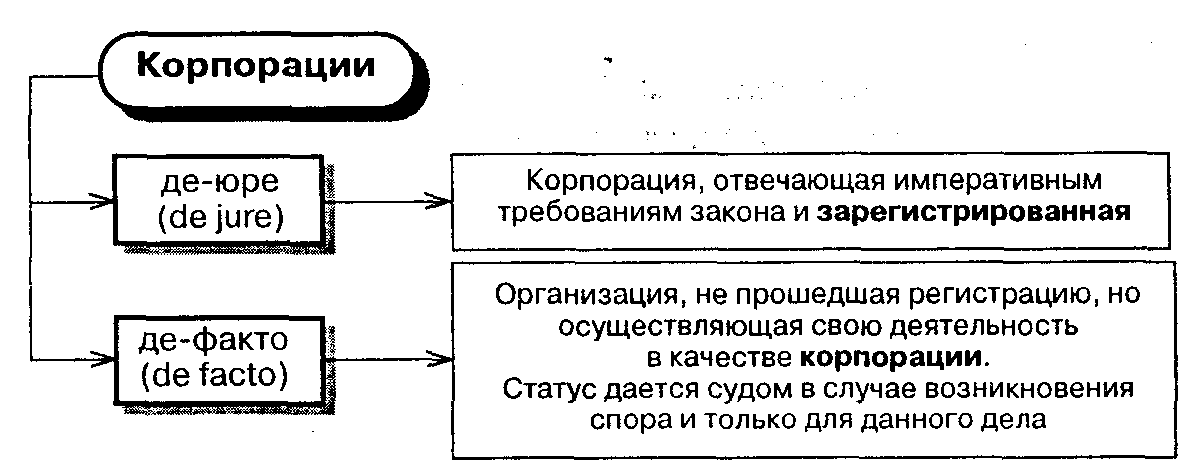 Корпорации
де-юре
(de jure)
Корпорация, отвечающая императивным
требованиям закона и зарегистрированная
де-факто
(de facto)
Организация, не прошедшая регистрацию, но
осуществляющая свою деятельность
в качестве корпорации.
Статус дается судом в случае возникновения
спора и только для данного дела